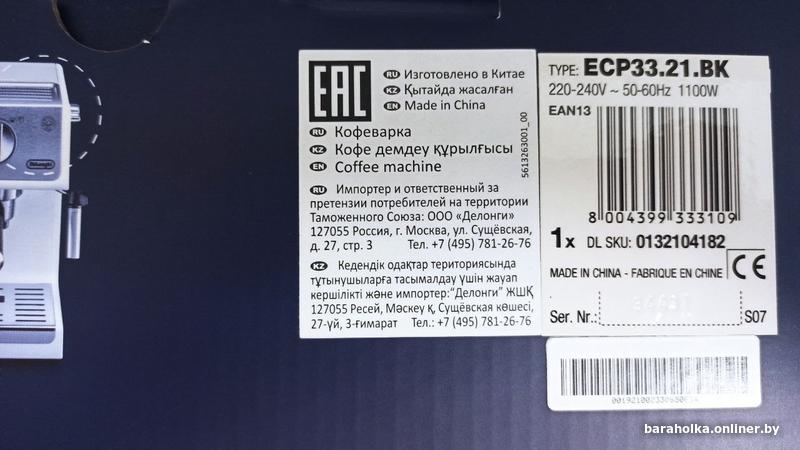 DeLonghi
EAC
RU Изготовлено в Китае
KZ Қытайда жасалған
EN Made in China
RU Кофеварка
KZ Кофе демдеу құрылғысы
EN Coffee machine
5613263001_00
RU Импортер и ответственный за
претензии потребителей на территории
Таможенного Союза: ООО «Делонги»
127055 Россия, г. Москва, ул. Сущёвская,
д. 27, стр. 3 Тел. +7 (495) 781-26-76
KZ Кедендік одақтар териториясында
тұтынушыларға тасымалдау үшін жауап
кершілікті және импортер:"Делонги" ЖШҚ
127055 Ресей, Мәскеу қ, Сущёвская көшесі,
27-үй, 3-ғимарат Тел.: +7 (495) 781-26-76
TYPE: ECP33.21.BK
220-240V ~ 50-60Hz 1100W
EAN13
8 004399 333109
1x DL SKU: 0132104182
MADE IN CHINA - FABRIQUE EN CHINE CE
Ser. Nr.: S07
baraholka.onliner.by